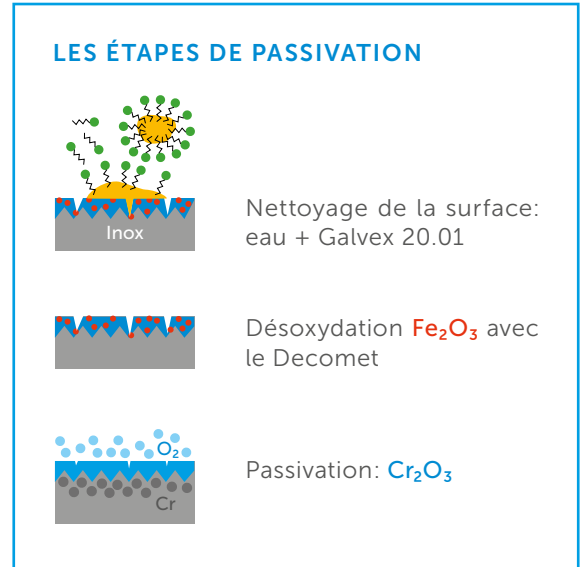 LES ÉTAPES DE PASSIVATION
Inox
Nettoyage de la surface:
eau + Galvex 20.01
Désoxydation Fe₂O₃ avec
le Decomet
O₂
Cr
Passivation: Cr₂O₃